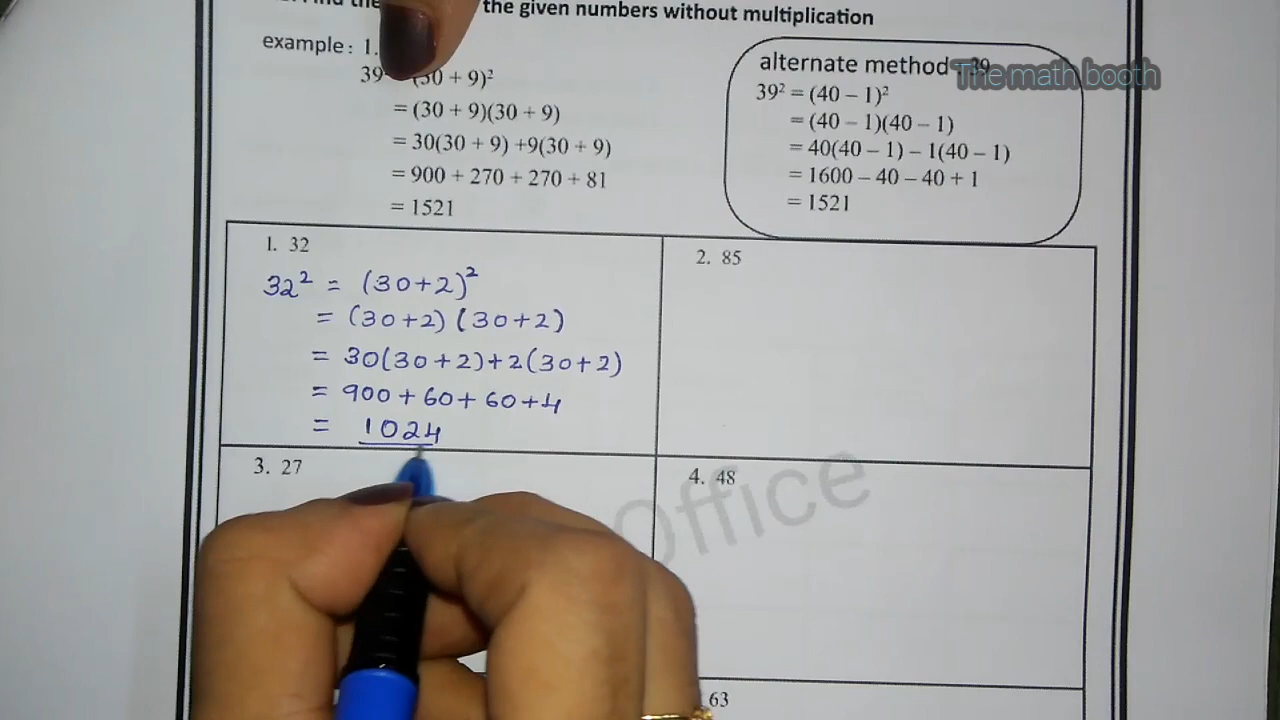 the given numbers without multiplication
example: 1.
39 (30 + 9)²
= (30 + 9)(30 + 9)
= 30(30 + 9) +9(30 + 9)
= 900 + 270 + 270 + 81
= 1521
alternate method - 39
The math booth
39² = (40 – 1)²
= (40 – 1)(40 – 1)
= 40(40 – 1) – 1(40 – 1)
= 1600 – 40 – 40 + 1
= 1521
1. 32
32² = (30+2)²
= (30+2) (30+2)
= 30(30+2)+2(30+2)
= 900 + 60 + 60 + 4
= 1024
2. 85
3. 27
4. 48
Office
63